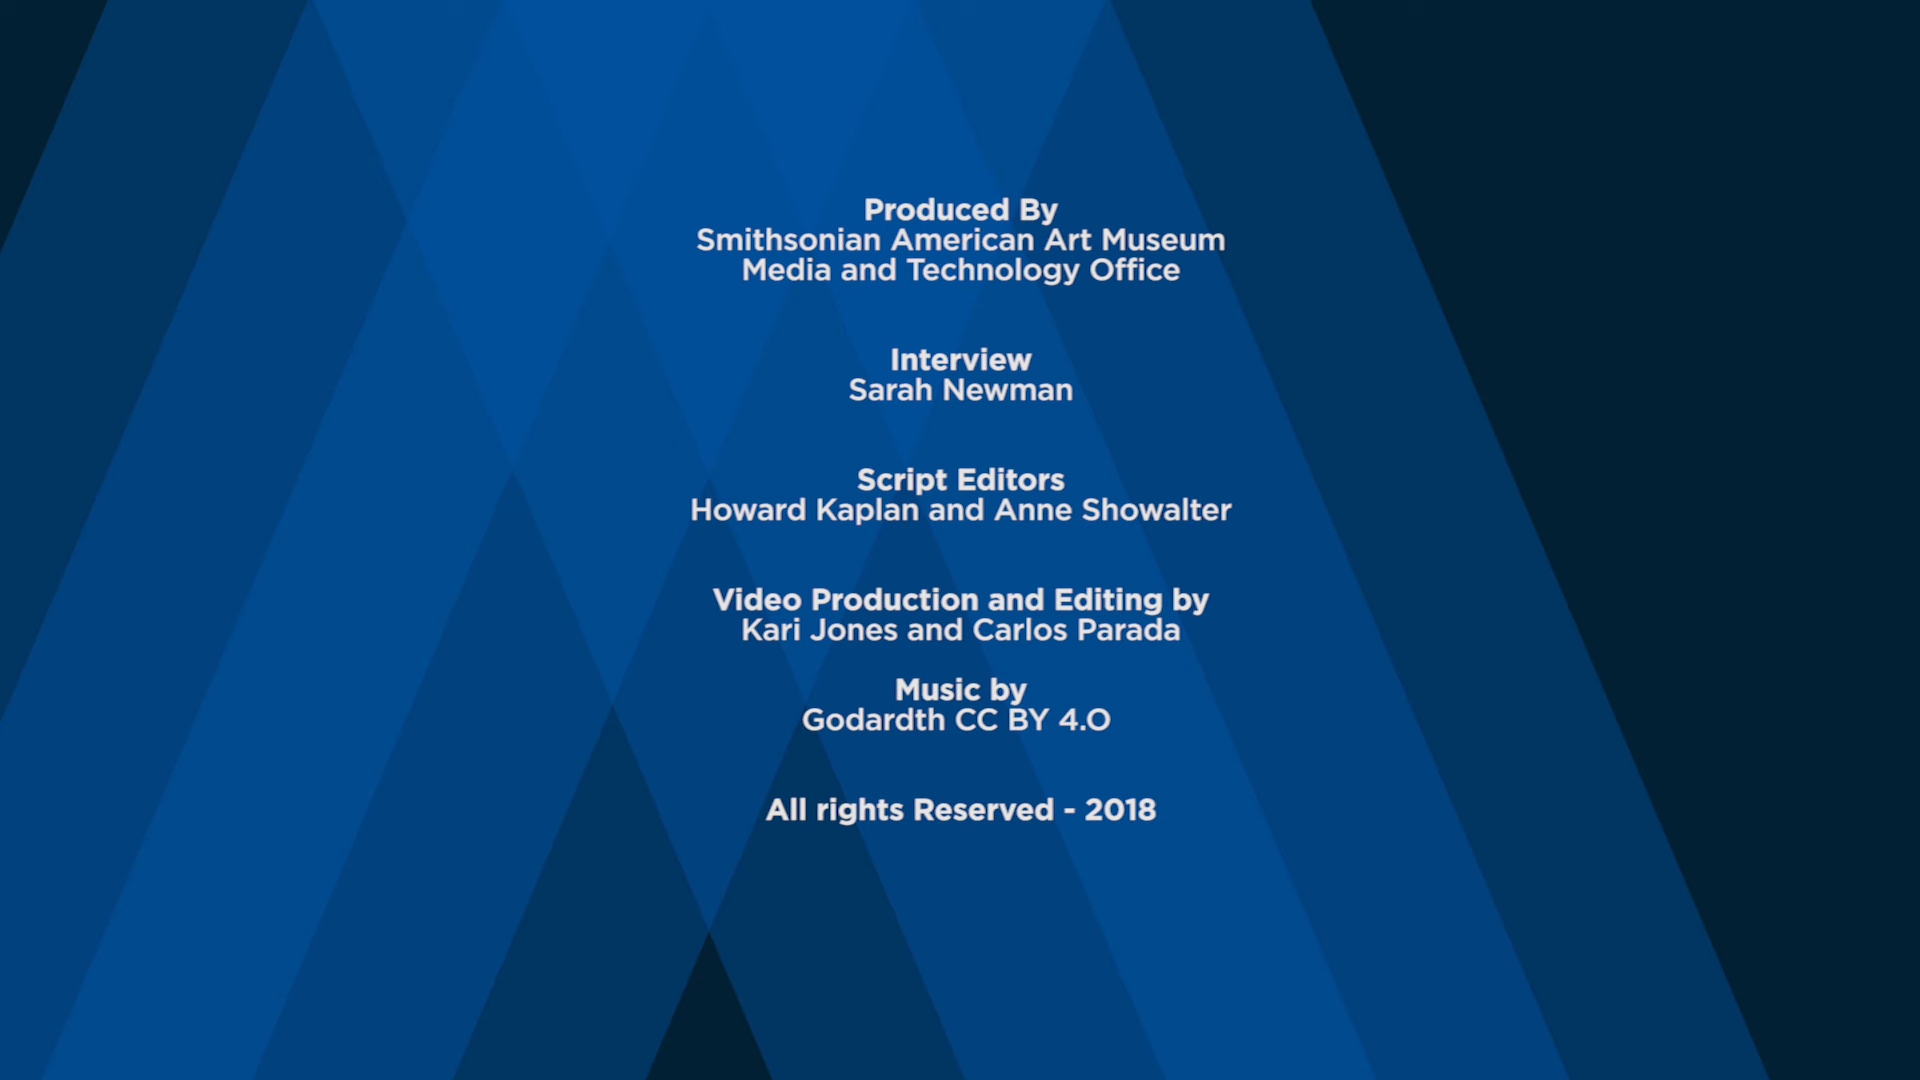 Produced By
Smithsonian American Art Museum
Media and Technology Office
Interview
Sarah Newman
Script Editors
Howard Kaplan and Anne Showalter
Video Production and Editing by
Kari Jones and Carlos Parada
Music by
Godardth CC BY 4.O
All rights Reserved - 2018